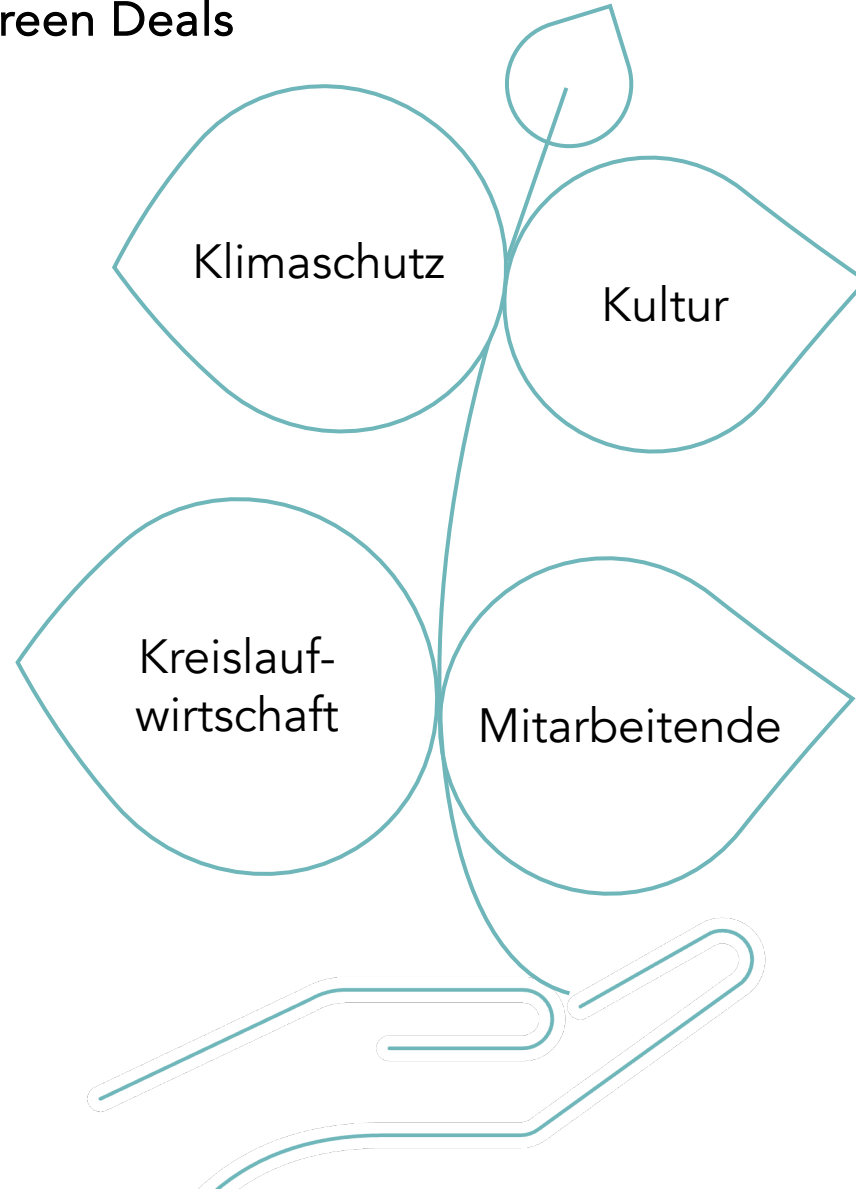 reen Deals
Klimaschutz
Kultur
Kreislauf-
wirtschaft
Mitarbeitende